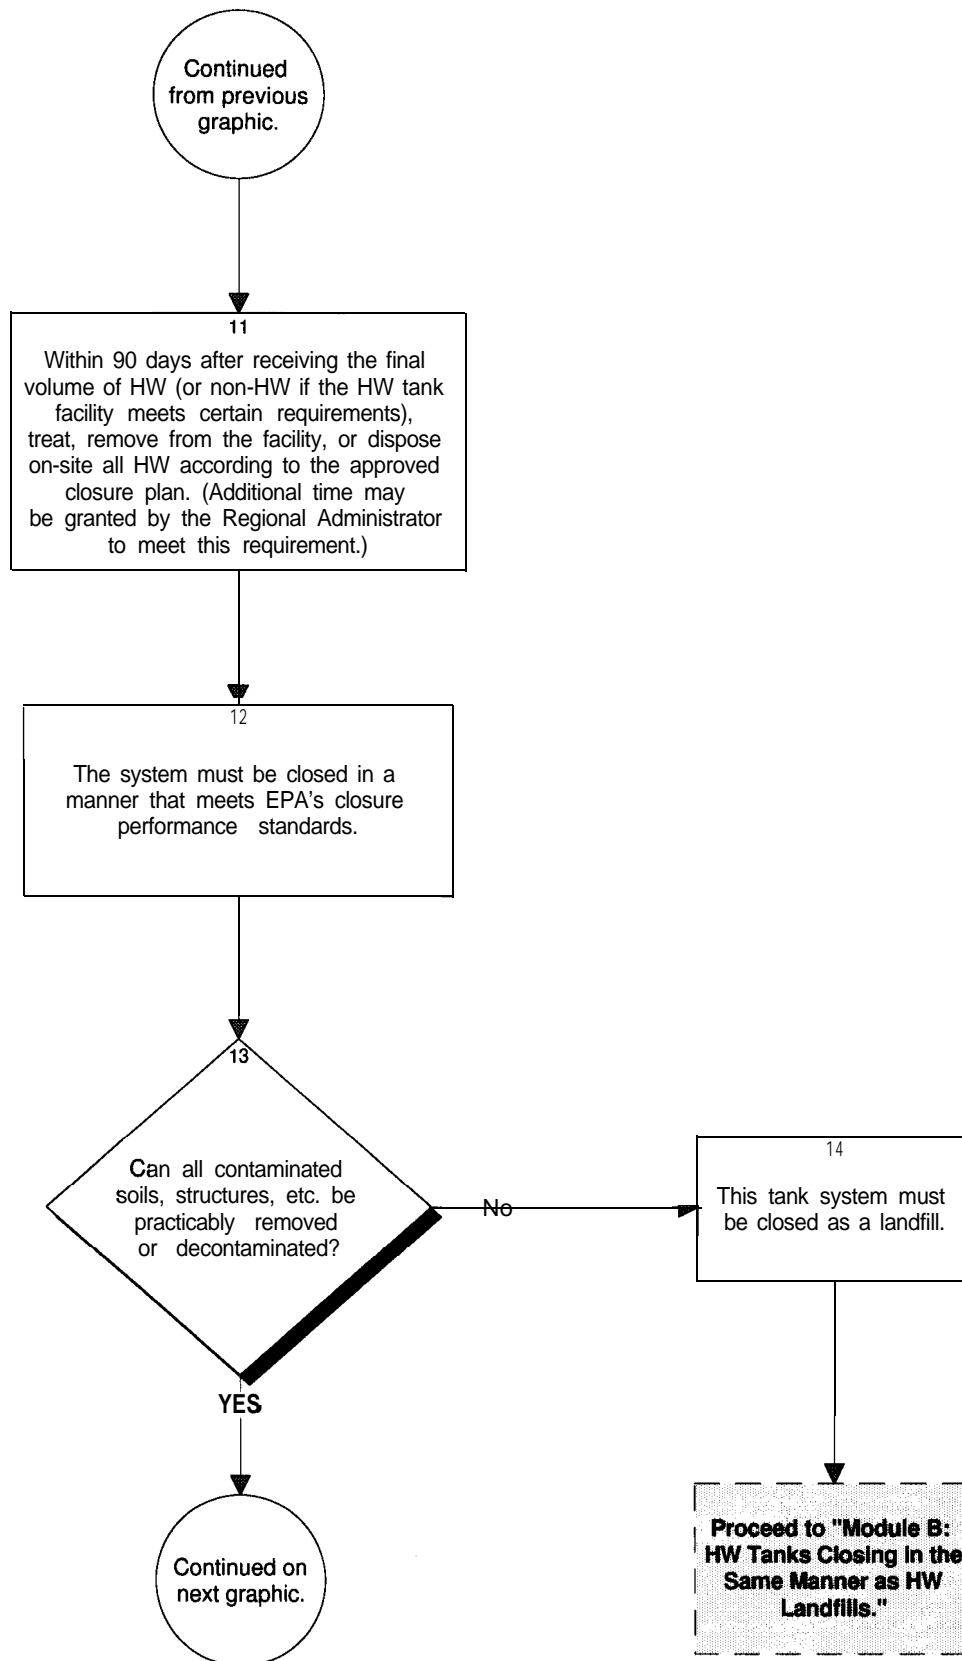 Continued
from previous
graphic.
11
Within 90 days after receiving the final
volume of HW (or non-HW if the HW tank
facility meets certain requirements),
treat, remove from the facility, or dispose
on-site all HW according to the approved
closure plan. (Additional time may
be granted by the Regional Administrator
to meet this requirement.)
12
The system must be closed in a
manner that meets EPA's closure
performance standards.
13
Can all contaminated
soils, structures, etc. be
practicably removed
or decontaminated?
No
14
This tank system must
be closed as a landfill.
YES
Continued on
next graphic.
Proceed to "Module B:
HW Tanks Closing in the
Same Manner as HW
Landfills."